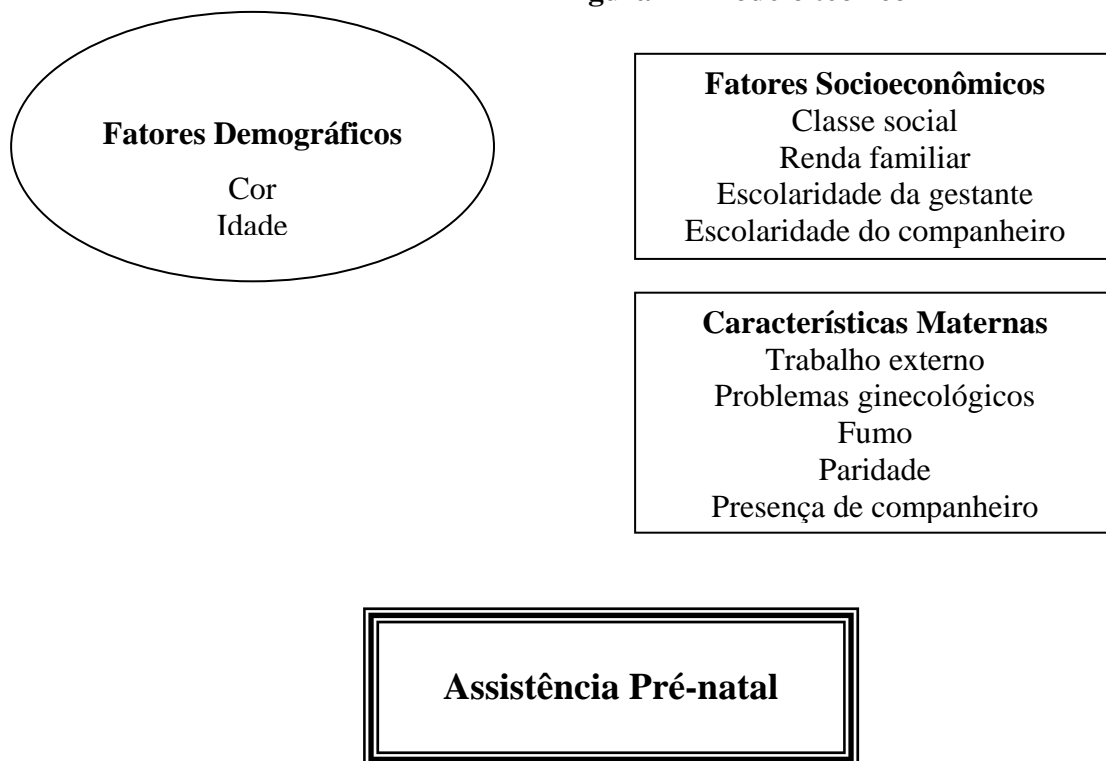 Fatores Demográficos
Cor
Idade
Fatores Socioeconômicos
Classe social
Renda familiar
Escolaridade da gestante
Escolaridade do companheiro
Características Maternas
Trabalho externo
Problemas ginecológicos
Fumo
Paridade
Presença de companheiro
Assistência Pré-natal